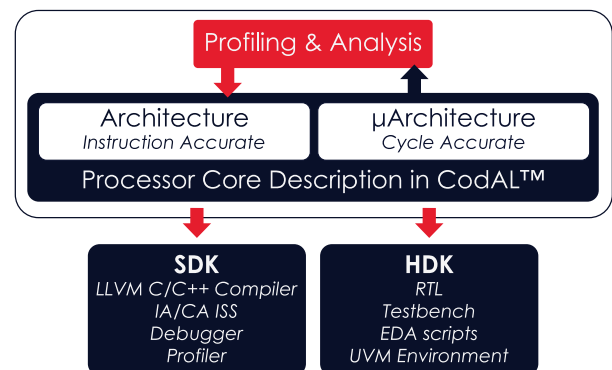 Profiling & Analysis
Architecture
Instruction Accurate
µArchitecture
Cycle Accurate
Processor Core Description in CodAL™
SDK
LLVM C/C++ Compiler
IA/CA ISS
Debugger
Profiler
HDK
RTL
Testbench
EDA scripts
UVM Environment